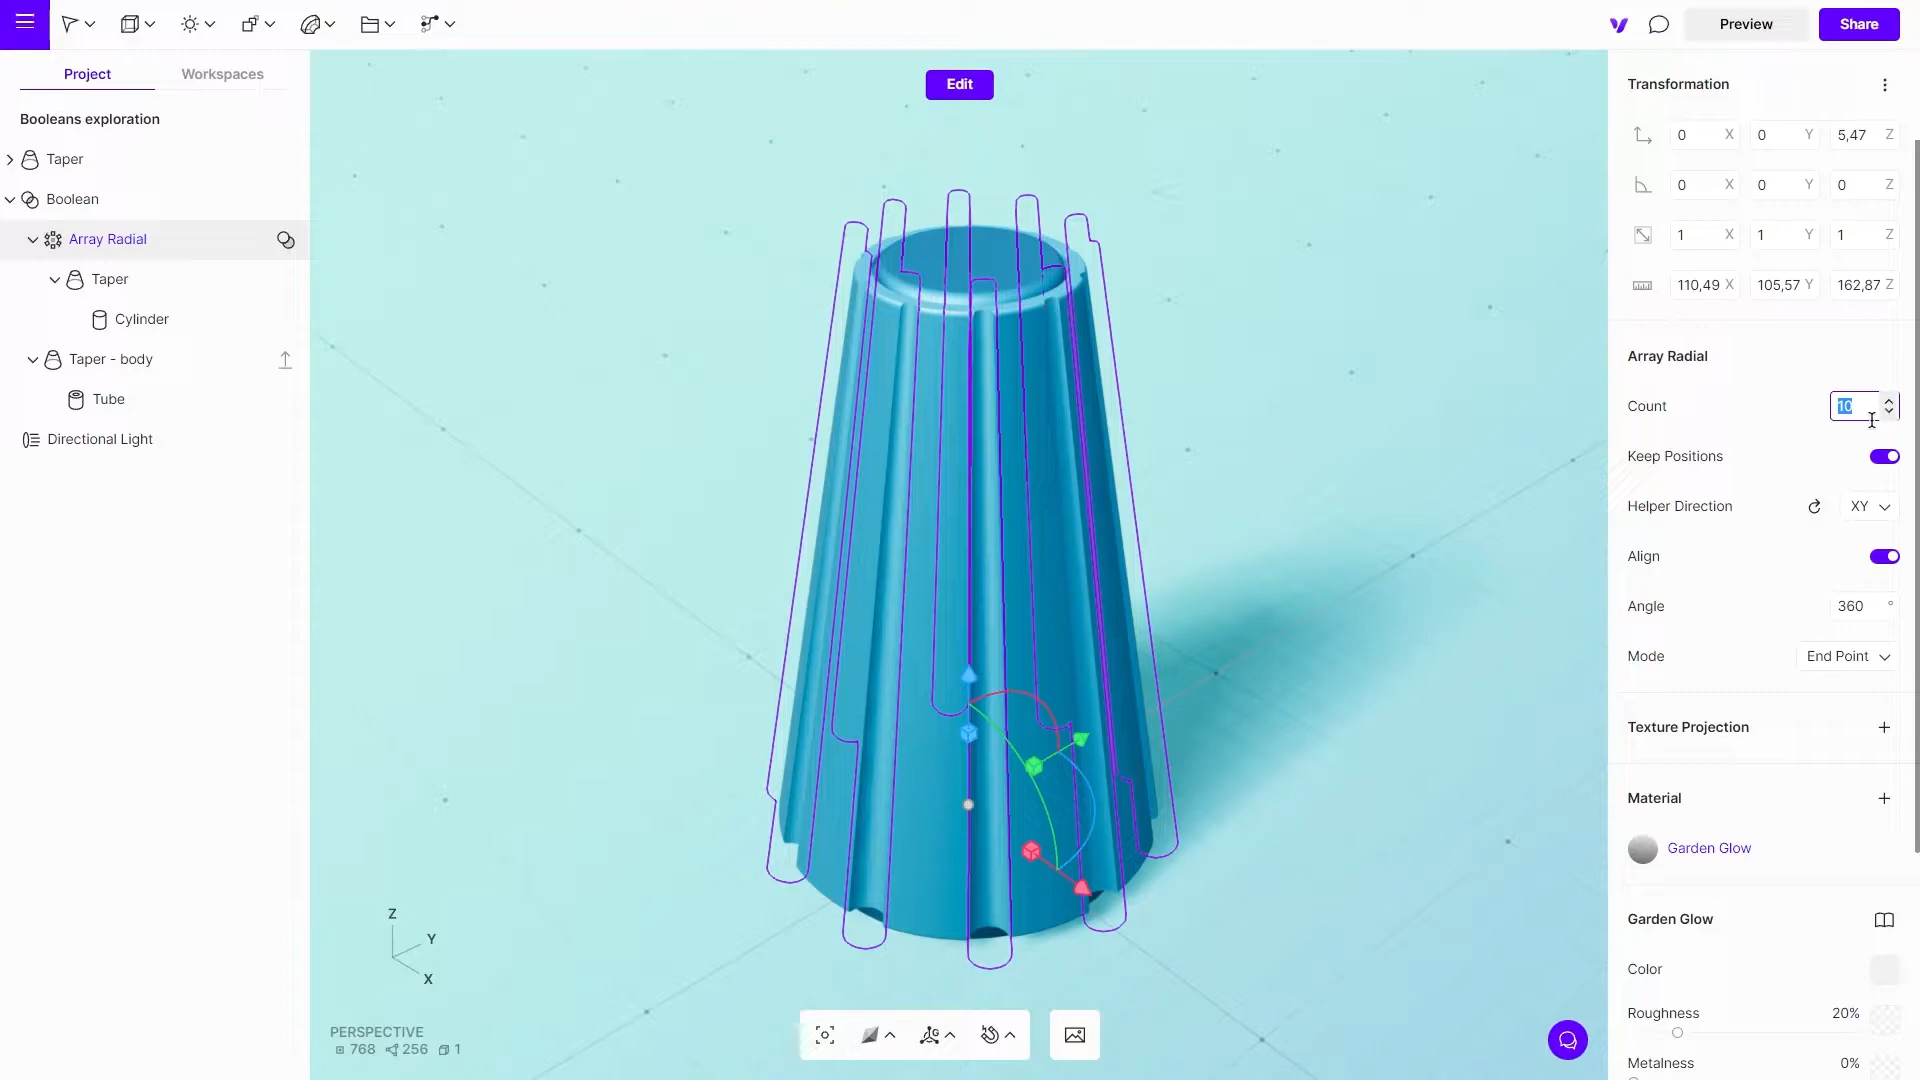 Preview
Share
Project
Workspaces
Booleans exploration
Taper
Boolean
Array Radial
Taper
Cylinder
Taper - body
Tube
Directional Light
Edit
Z
Y
X
PERSPECTIVE
768 256 1
Transformation
0 X 0 Y 5,47 Z
0 X 0 Y 0 Z
1 X 1 Y 1 Z
110,49 X 105,57 Y 162,87 Z
Array Radial
Count 10
Keep Positions
Helper Direction XY
Align
Angle 360 °
Mode End Point
Texture Projection
Material
Garden Glow
Garden Glow
Color
Roughness 20%
Metalness 0%